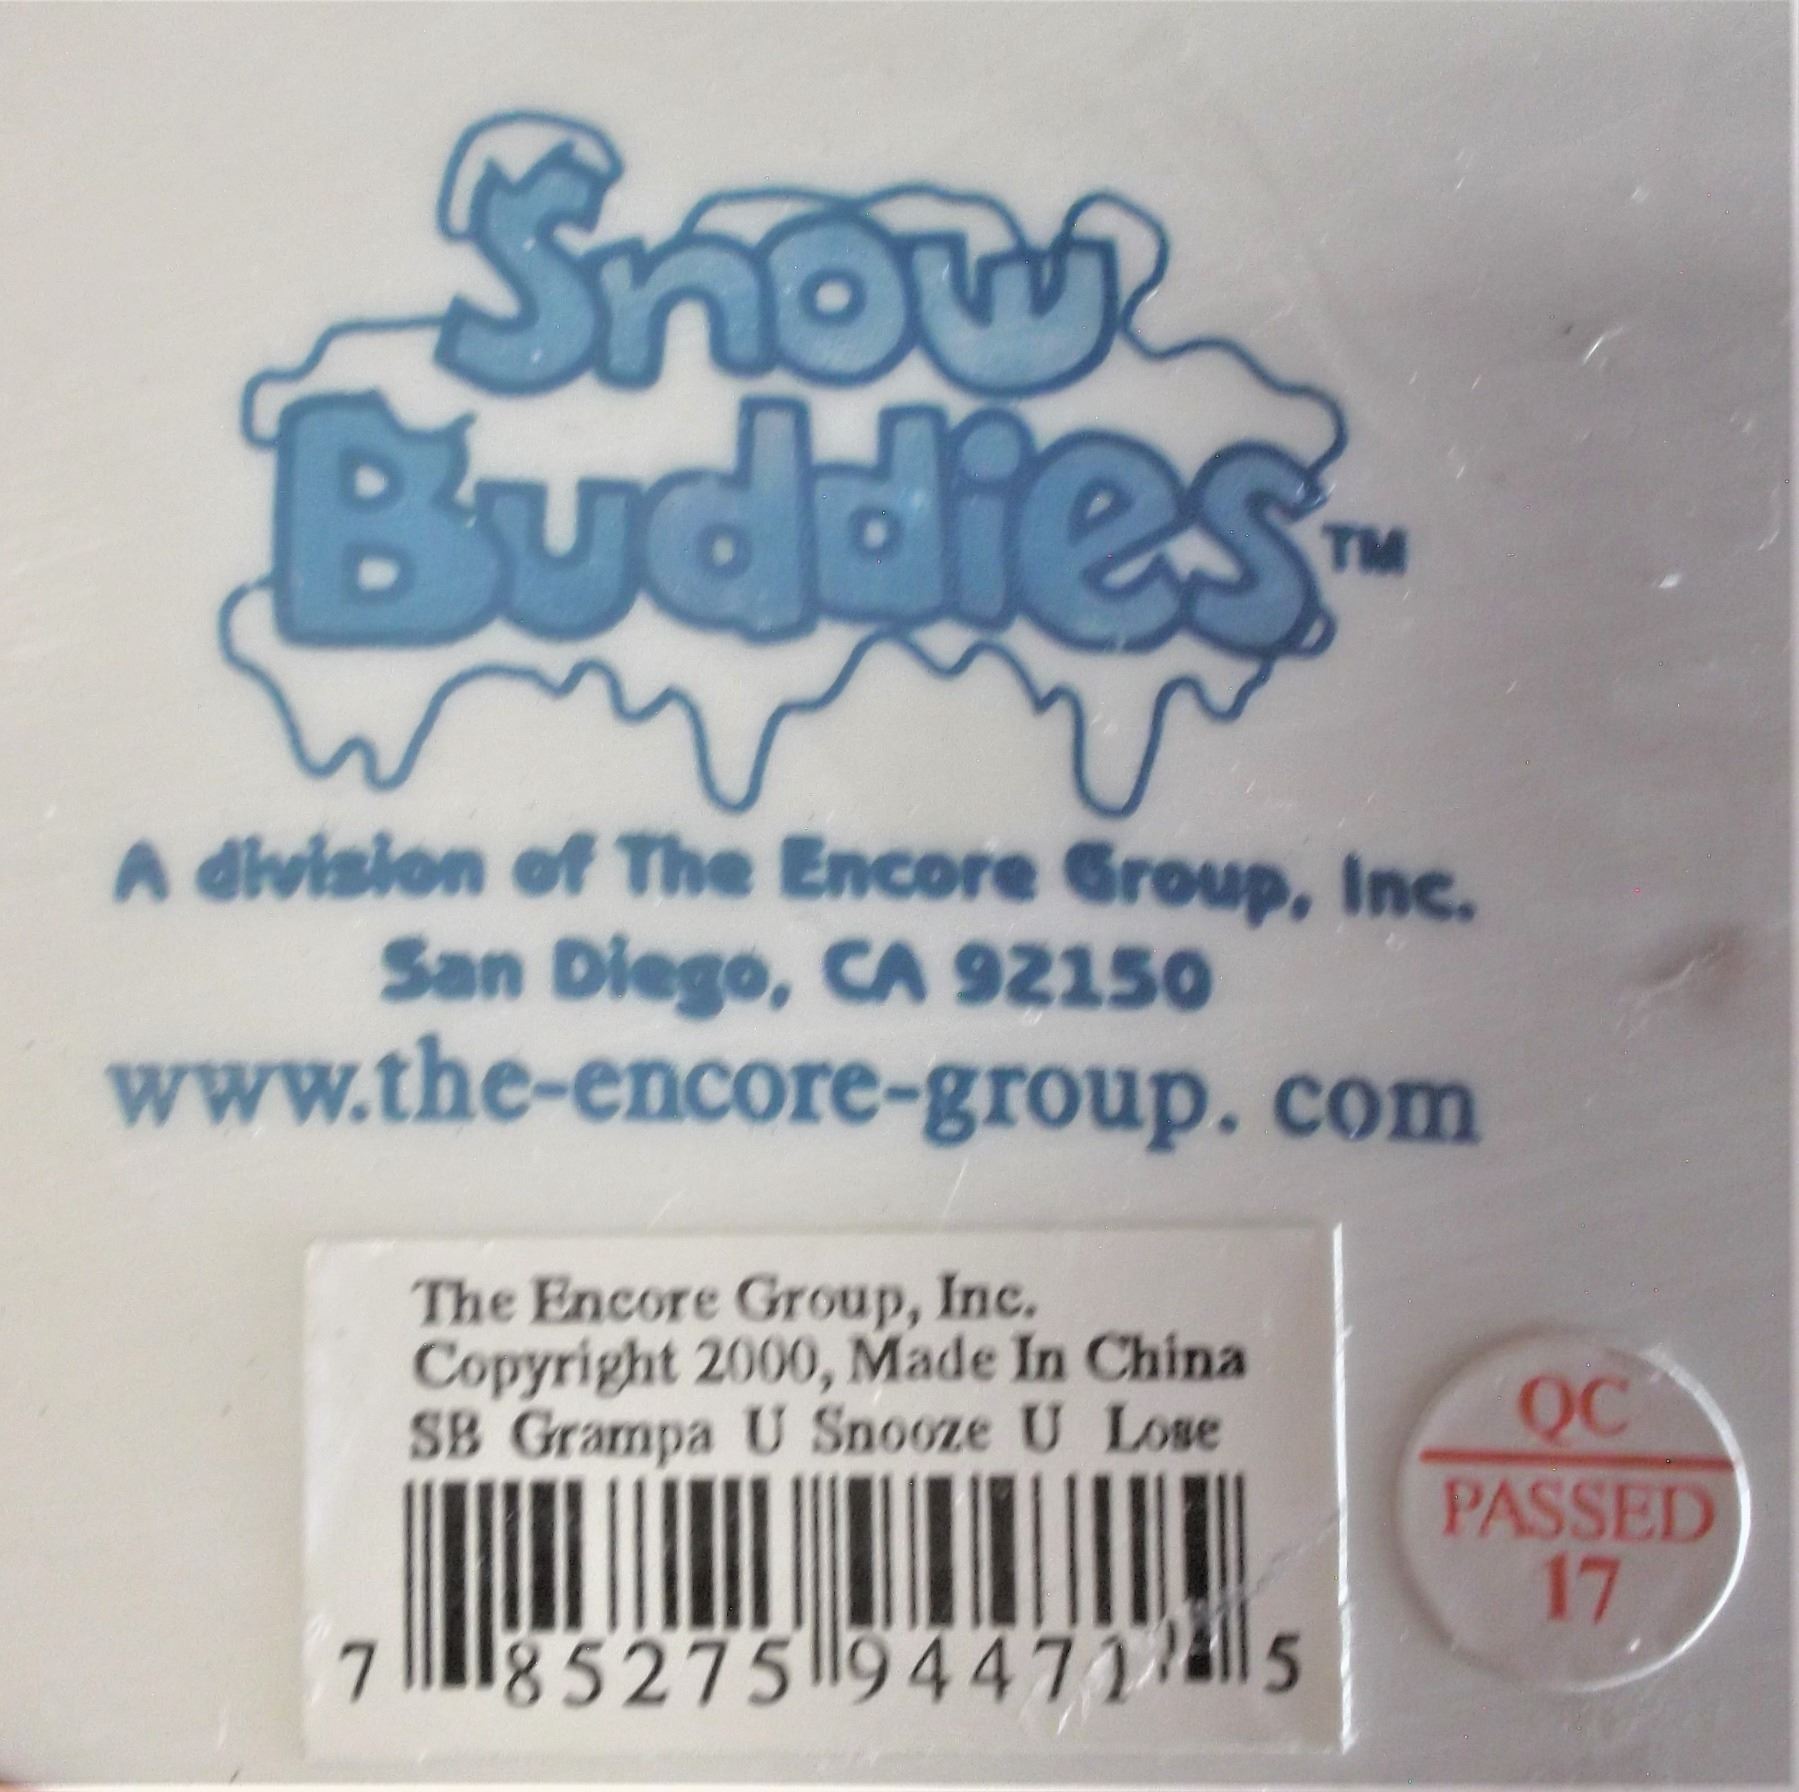 Snow
Buddies™
A division of The Encore Group, Inc.
San Diego, CA 92150
www.the-encore-group. com
The Encore Group, Inc.
Copyright 2000, Made In China
SB Grampa U Snooze U Lose
7 85275 94471 5
QC
PASSED
17